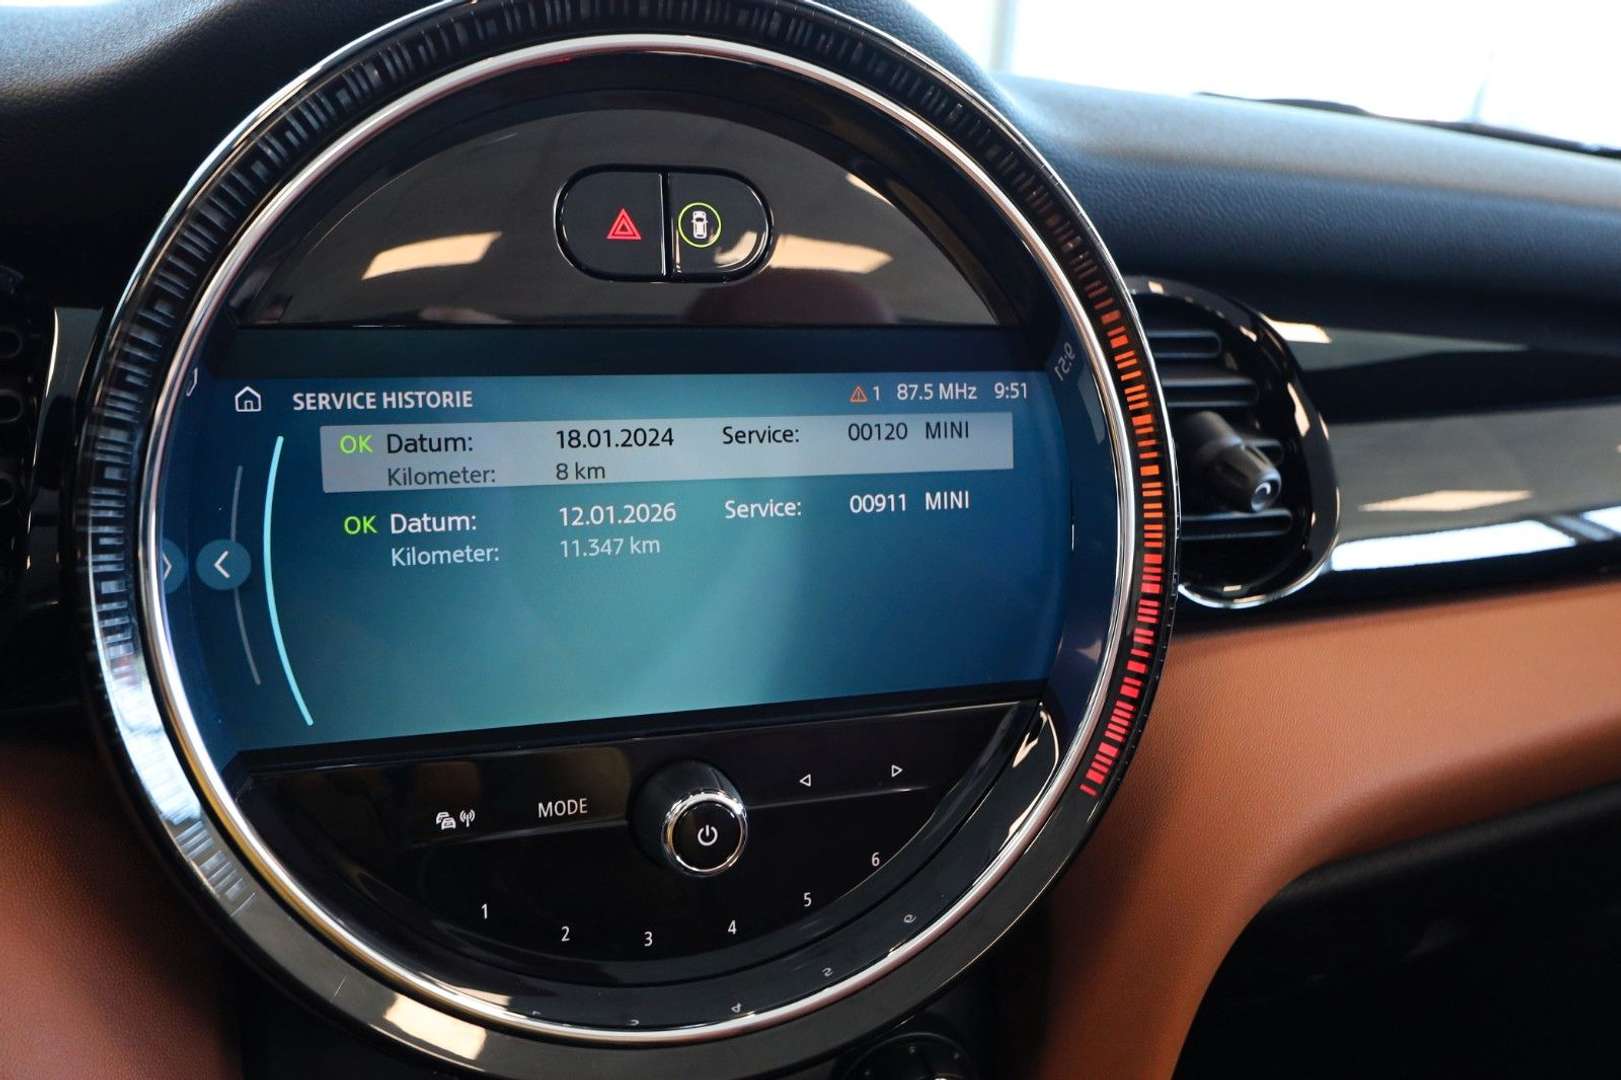 SERVICE HISTORIE 1 87.5 MHz 9:51
OK Datum: 18.01.2024 Service: 00120 MINI
Kilometer: 8 km
OK Datum: 12.01.2026 Service: 00911 MINI
Kilometer: 11.347 km
MODE
1 2 3 4 5 6